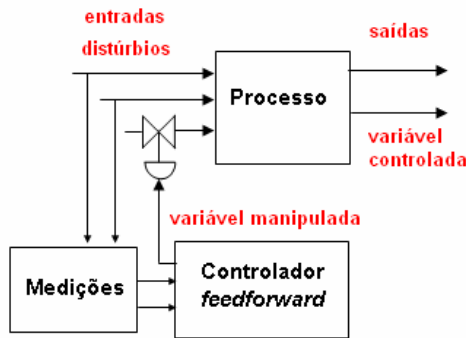 entradas
distúrbios
saídas
Processo
variável
controlada
variável manipulada
Medições
Controlador
feedforward